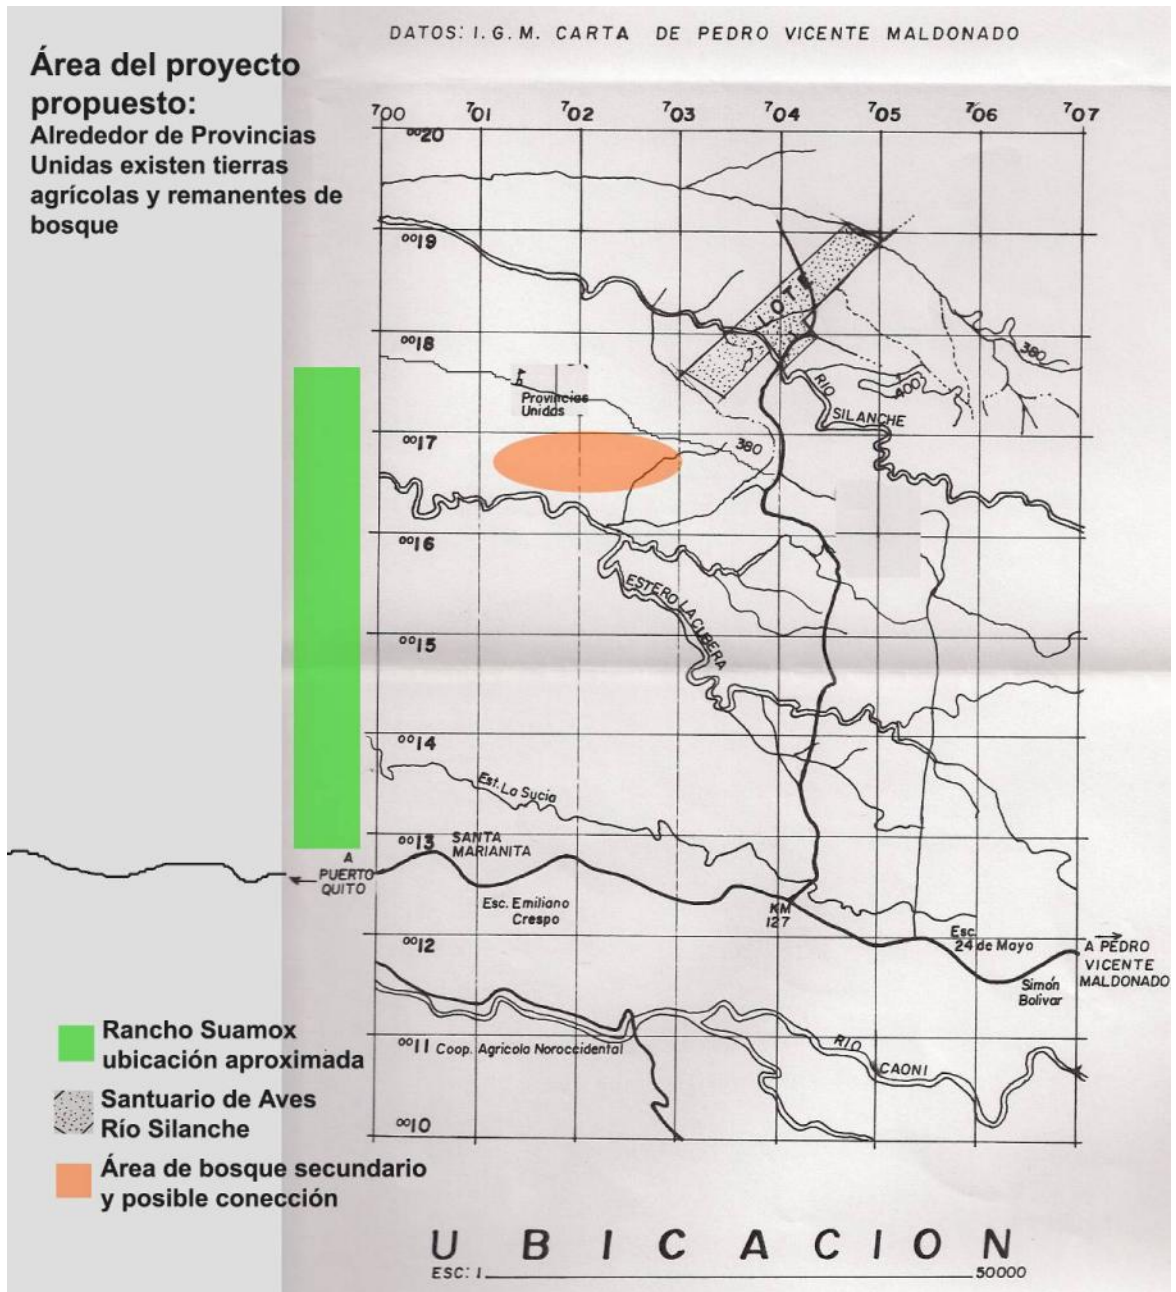 DATOS: I.G.M. CARTA DE PEDRO VICENTE MALDONADO
Área del proyecto
propuesto:
Alrededor de Provincias
Unidas existen tierras
agrícolas y remanentes de
bosque
700 701 702 703 704 705 706 707
0020
0019
LOTE
0018
380
400
RIO
SILANCHE
Provincias
Unidas
0017
380
0016
ESTERO LA CUBERA
0015
0014
Est. La Sucia
0013
SANTA
MARIANITA
A
PUERTO
QUITO
Esc. Emiliano
Crespo
KM
127
Esc.
24 de Mayo
A PEDRO
VICENTE
MALDONADO
Simón
Bolivar
0012
0011
Coop. Agricola Noroccidental
RIO
CAONI
0010
Rancho Suamox
ubicación aproximada
Santuario de Aves
Río Silanche
Área de bosque secundario
y posible conección
UBICACION
ESC: 1 50000